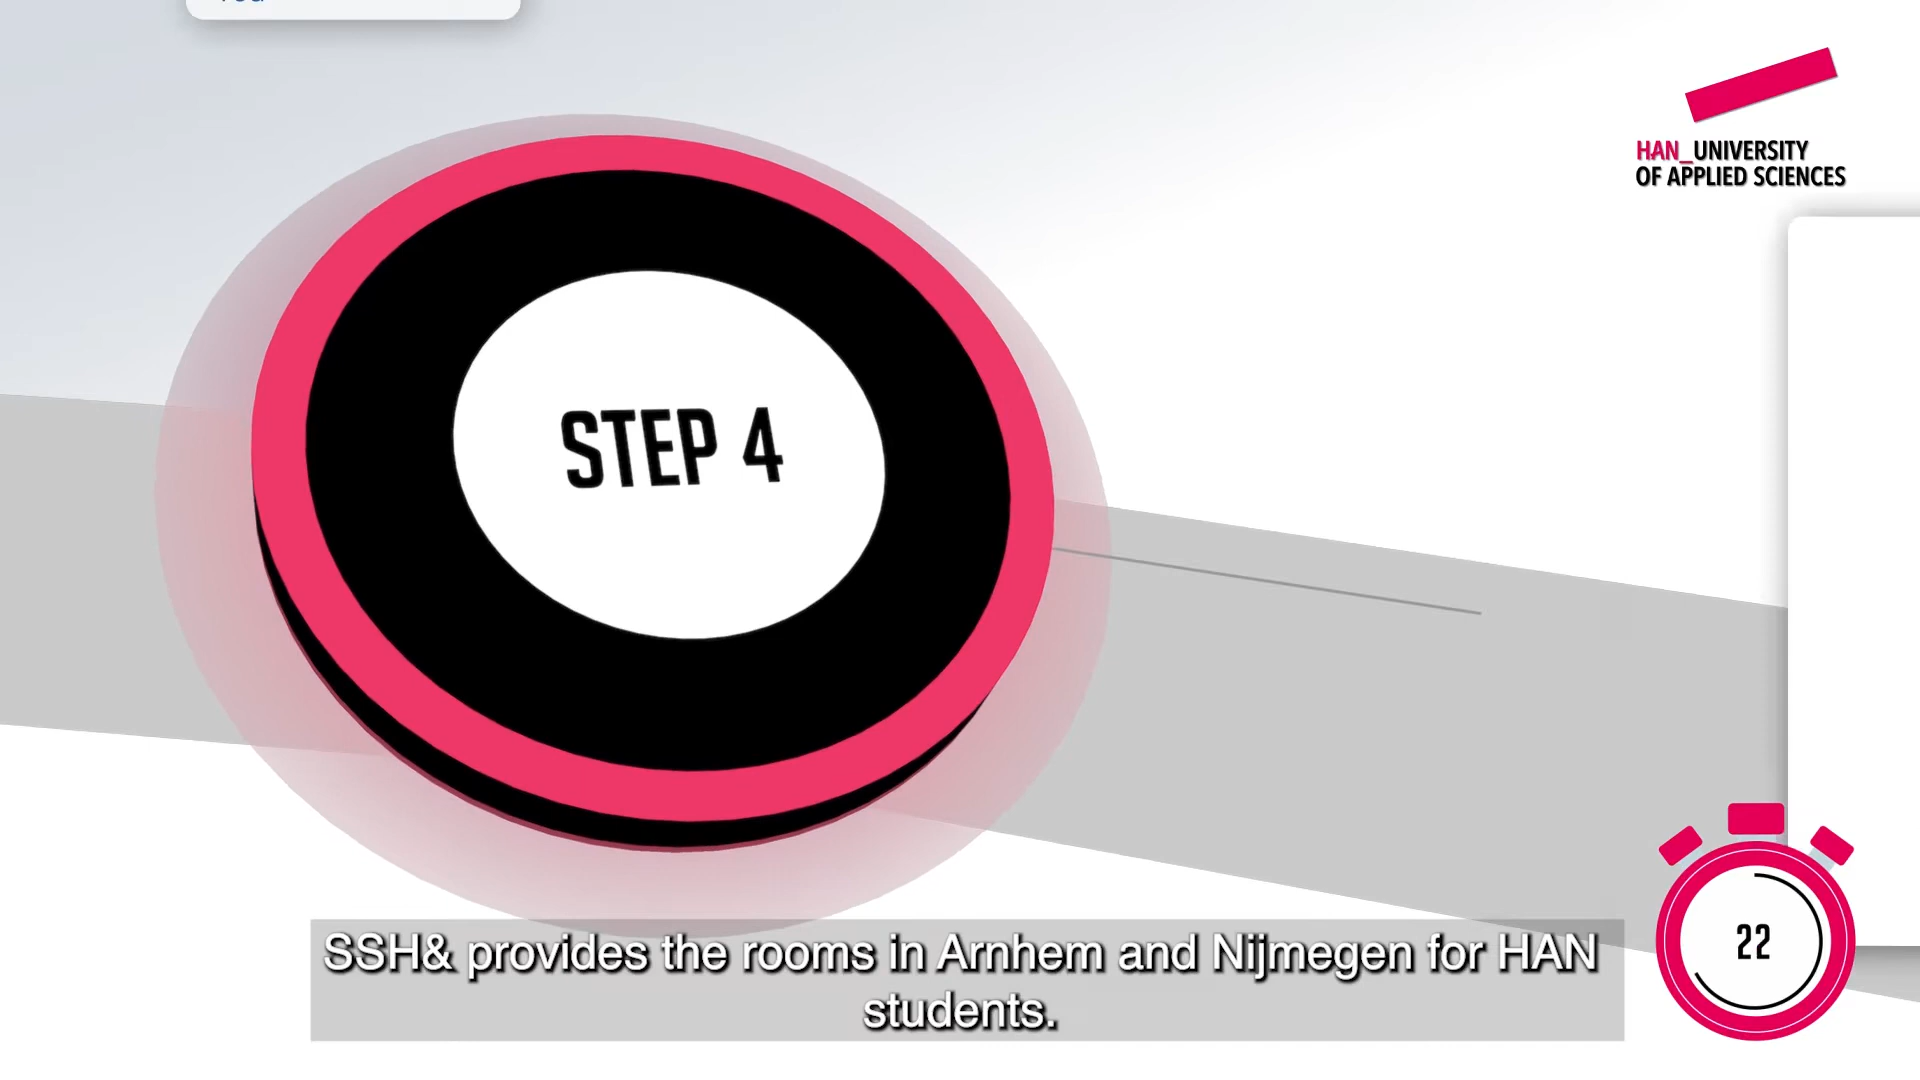 HAN_UNIVERSITY
OF APPLIED SCIENCES
STEP 4
22
SSH& provides the rooms in Arnhem and Nijmegen for HAN
students.